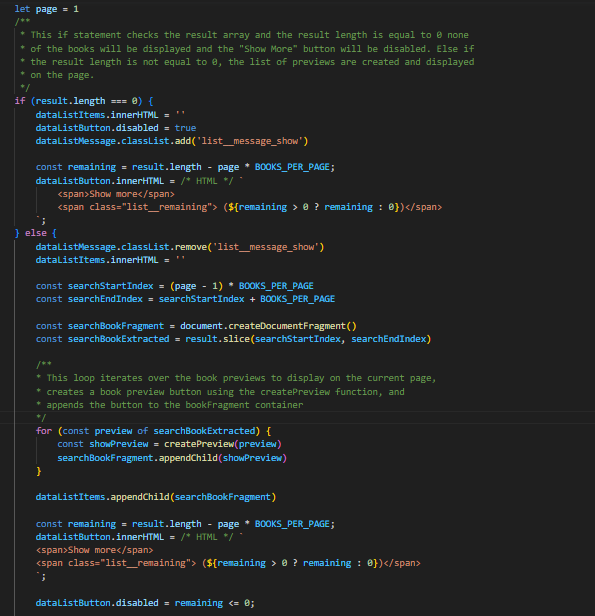 let page = 1
/**
 * This if statement checks the result array and the result length is equal to 0 none
 * of the books will be displayed and the "Show More" button will be disabled. Else if
 * the result length is not equal to 0, the list of previews are created and displayed
 * on the page.
 */
if (result.length === 0) {
    dataListItems.innerHTML = ''
    dataListButton.disabled = true
    dataListMessage.classList.add('list__message_show')

    const remaining = result.length - page * BOOKS_PER_PAGE;
    dataListButton.innerHTML = /* HTML */ `
        <span>Show more</span>
        <span class="list__remaining"> (${remaining > 0 ? remaining : 0})</span>
    `;
} else {
    dataListMessage.classList.remove('list__message_show')
    dataListItems.innerHTML = ''

    const searchStartIndex = (page - 1) * BOOKS_PER_PAGE
    const searchEndIndex = searchStartIndex + BOOKS_PER_PAGE

    const searchBookFragment = document.createDocumentFragment()
    const searchBookExtracted = result.slice(searchStartIndex, searchEndIndex)

    /**
    * This loop iterates over the book previews to display on the current page,
    * creates a book preview button using the createPreview function, and
    * appends the button to the bookFragment container
    */
    for (const preview of searchBookExtracted) {
        const showPreview = createPreview(preview)
        searchBookFragment.appendChild(showPreview)
    }

    dataListItems.appendChild(searchBookFragment)

    const remaining = result.length - page * BOOKS_PER_PAGE;
    dataListButton.innerHTML = /* HTML */ `
    <span>Show more</span>
    <span class="list__remaining"> (${remaining > 0 ? remaining : 0})</span>
    `;

    dataListButton.disabled = remaining <= 0;